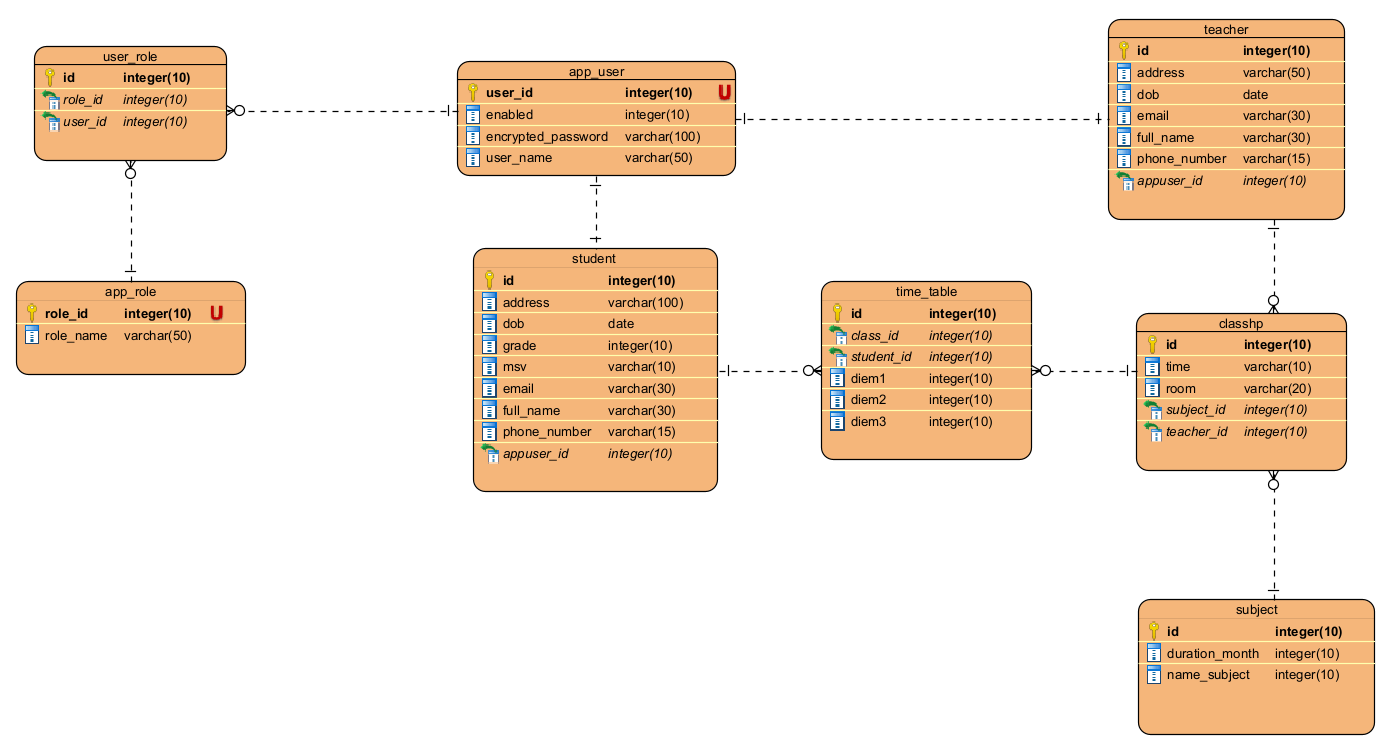 user_role
id integer(10)
role_id integer(10)
user_id integer(10)
app_user
user_id integer(10) U
enabled integer(10)
encrypted_password varchar(100)
user_name varchar(50)
teacher
id integer(10)
address varchar(50)
dob date
email varchar(30)
full_name varchar(30)
phone_number varchar(15)
appuser_id integer(10)
app_role
role_id integer(10) U
role_name varchar(50)
student
id integer(10)
address varchar(100)
dob date
grade integer(10)
msv varchar(10)
email varchar(30)
full_name varchar(30)
phone_number varchar(15)
appuser_id integer(10)
time_table
id integer(10)
class_id integer(10)
student_id integer(10)
diem1 integer(10)
diem2 integer(10)
diem3 integer(10)
classhp
id integer(10)
time varchar(10)
room varchar(20)
subject_id integer(10)
teacher_id integer(10)
subject
id integer(10)
duration_month integer(10)
name_subject integer(10)